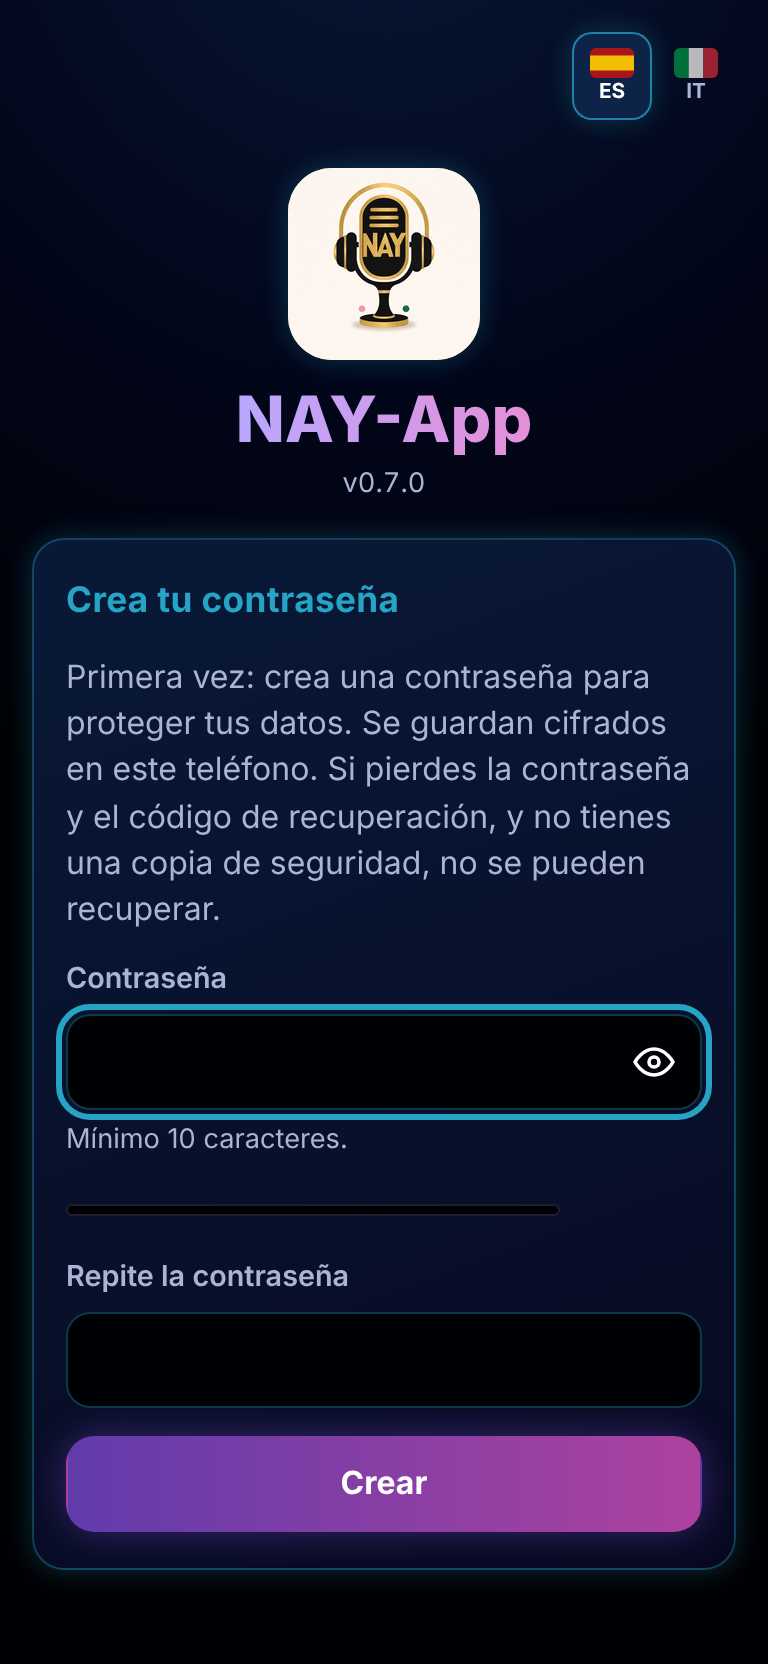 ES
IT
NAY
NAY-App
v0.7.0
Crea tu contraseña
Primera vez: crea una contraseña para
proteger tus datos. Se guardan cifrados
en este teléfono. Si pierdes la contraseña
y el código de recuperación, y no tienes
una copia de seguridad, no se pueden
recuperar.
Contraseña
Mínimo 10 caracteres.
Repite la contraseña
Crear